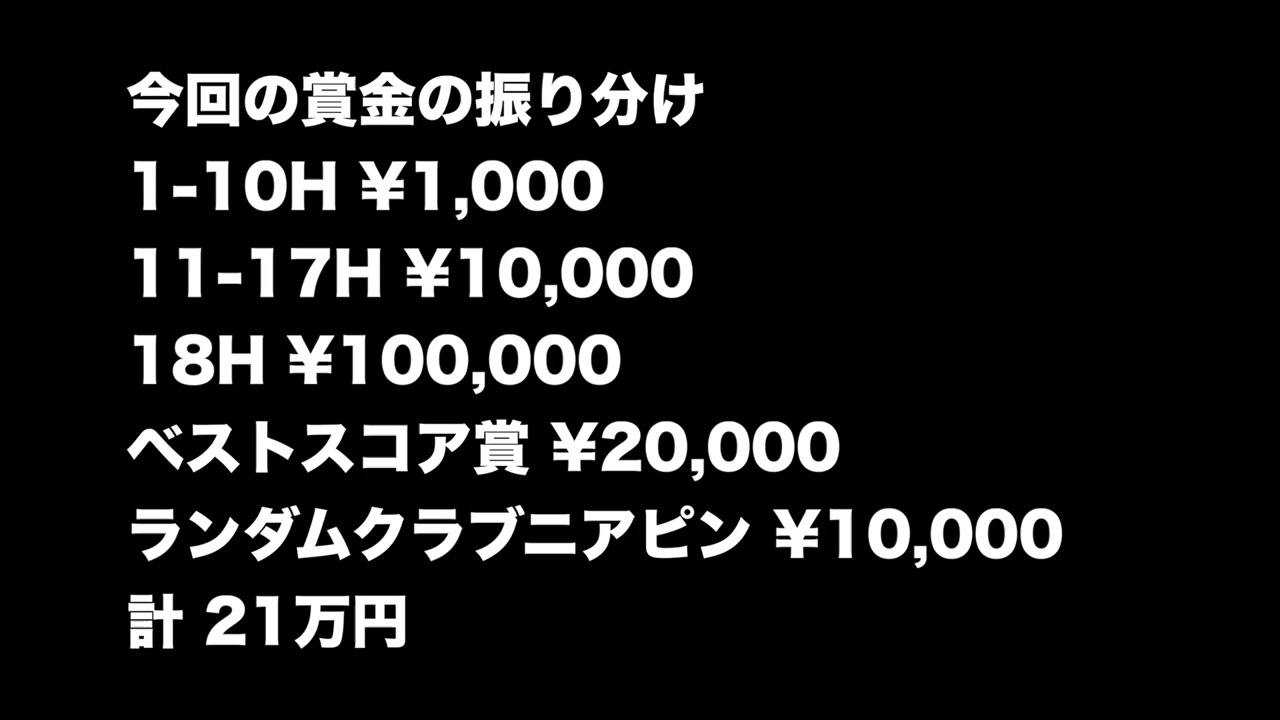 今回の賞金の振り分け
1-10H ¥1,000
11-17H ¥10,000
18H ¥100,000
ベストスコア賞 ¥20,000
ランダムクラブニアピン ¥10,000
計 21万円